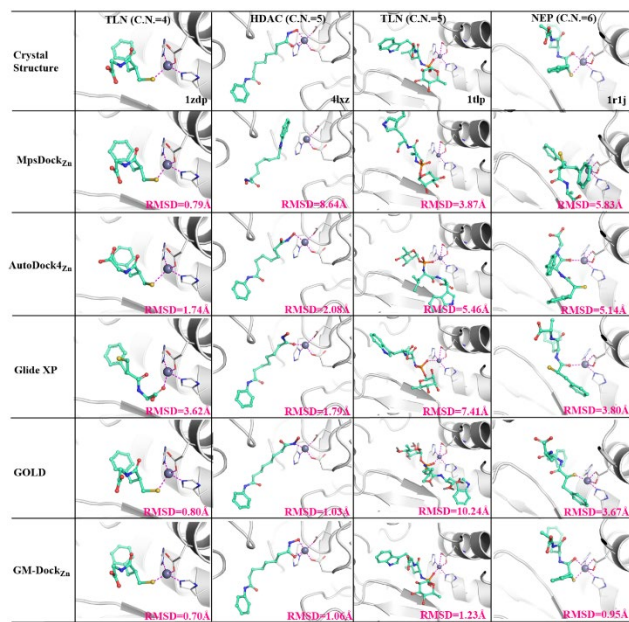 TLN (C.N.=4) HDAC (C.N.=5) TLN (C.N.=5) NEP (C.N.=6)
Crystal
Structure
1zdp 4lxz 1tlp 1r1j
MpsDockZn
RMSD=0.79Å RMSD=8.64Å RMSD=3.87Å RMSD=5.83Å
AutoDock4Zn
RMSD=1.74Å RMSD=2.08Å RMSD=5.46Å RMSD=5.14Å
Glide XP
RMSD=3.62Å RMSD=1.79Å RMSD=7.41Å RMSD=3.80Å
GOLD
RMSD=0.80Å RMSD=1.03Å RMSD=10.24Å RMSD=3.67Å
GM-DockZn
RMSD=0.70Å RMSD=1.06Å RMSD=1.23Å RMSD=0.95Å